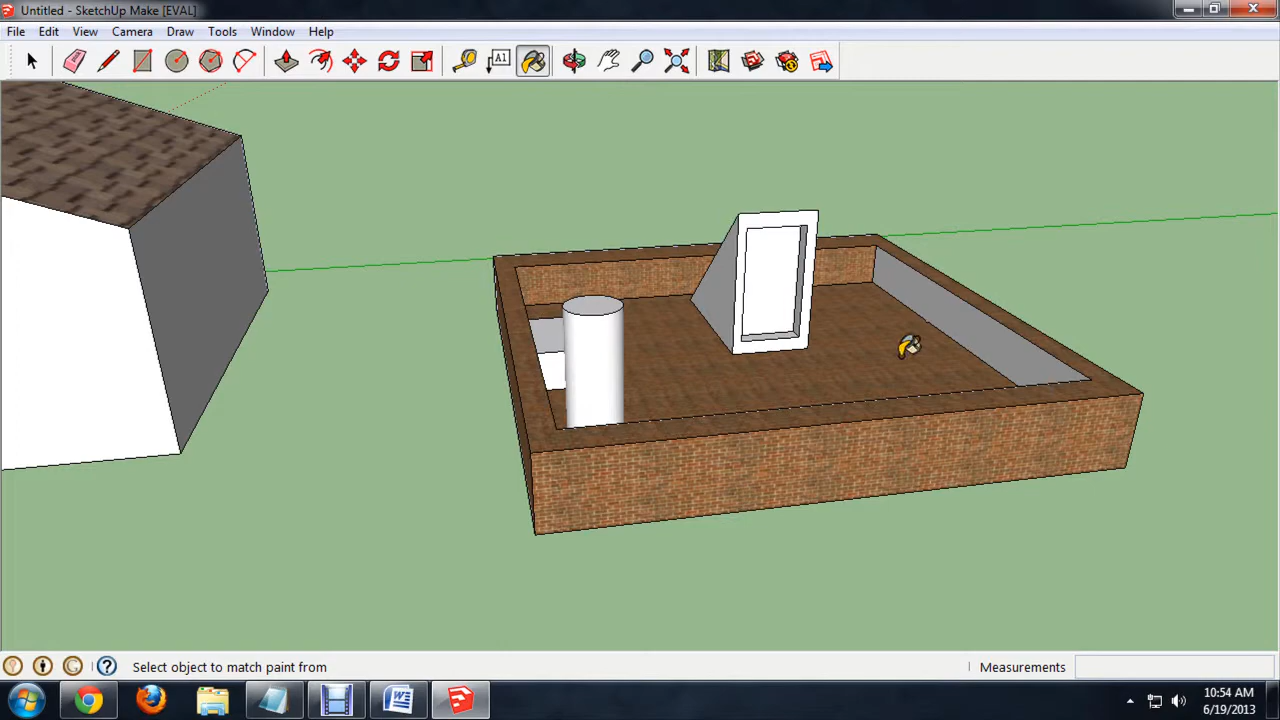 Untitled - SketchUp Make [EVAL]
File Edit View Camera Draw Tools Window Help
A1
Select object to match paint from
Measurements
10:54 AM
6/19/2013